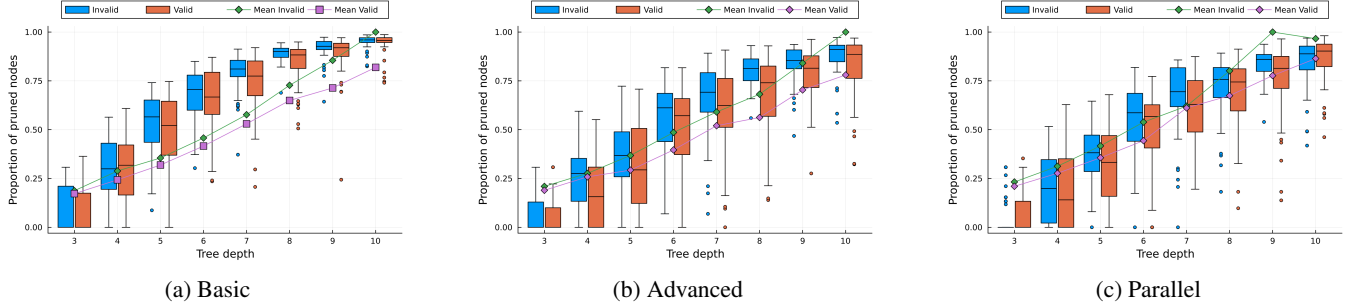 Invalid Valid Mean Invalid Mean Valid
Proportion of pruned nodes
1.00
0.75
0.50
0.25
0.00
3 4 5 6 7 8 9 10
Tree depth
(a) Basic
Invalid Valid Mean Invalid Mean Valid
Proportion of pruned nodes
1.00
0.75
0.50
0.25
0.00
3 4 5 6 7 8 9 10
Tree depth
(b) Advanced
Invalid Valid Mean Invalid Mean Valid
Proportion of pruned nodes
1.00
0.75
0.50
0.25
0.00
3 4 5 6 7 8 9 10
Tree depth
(c) Parallel